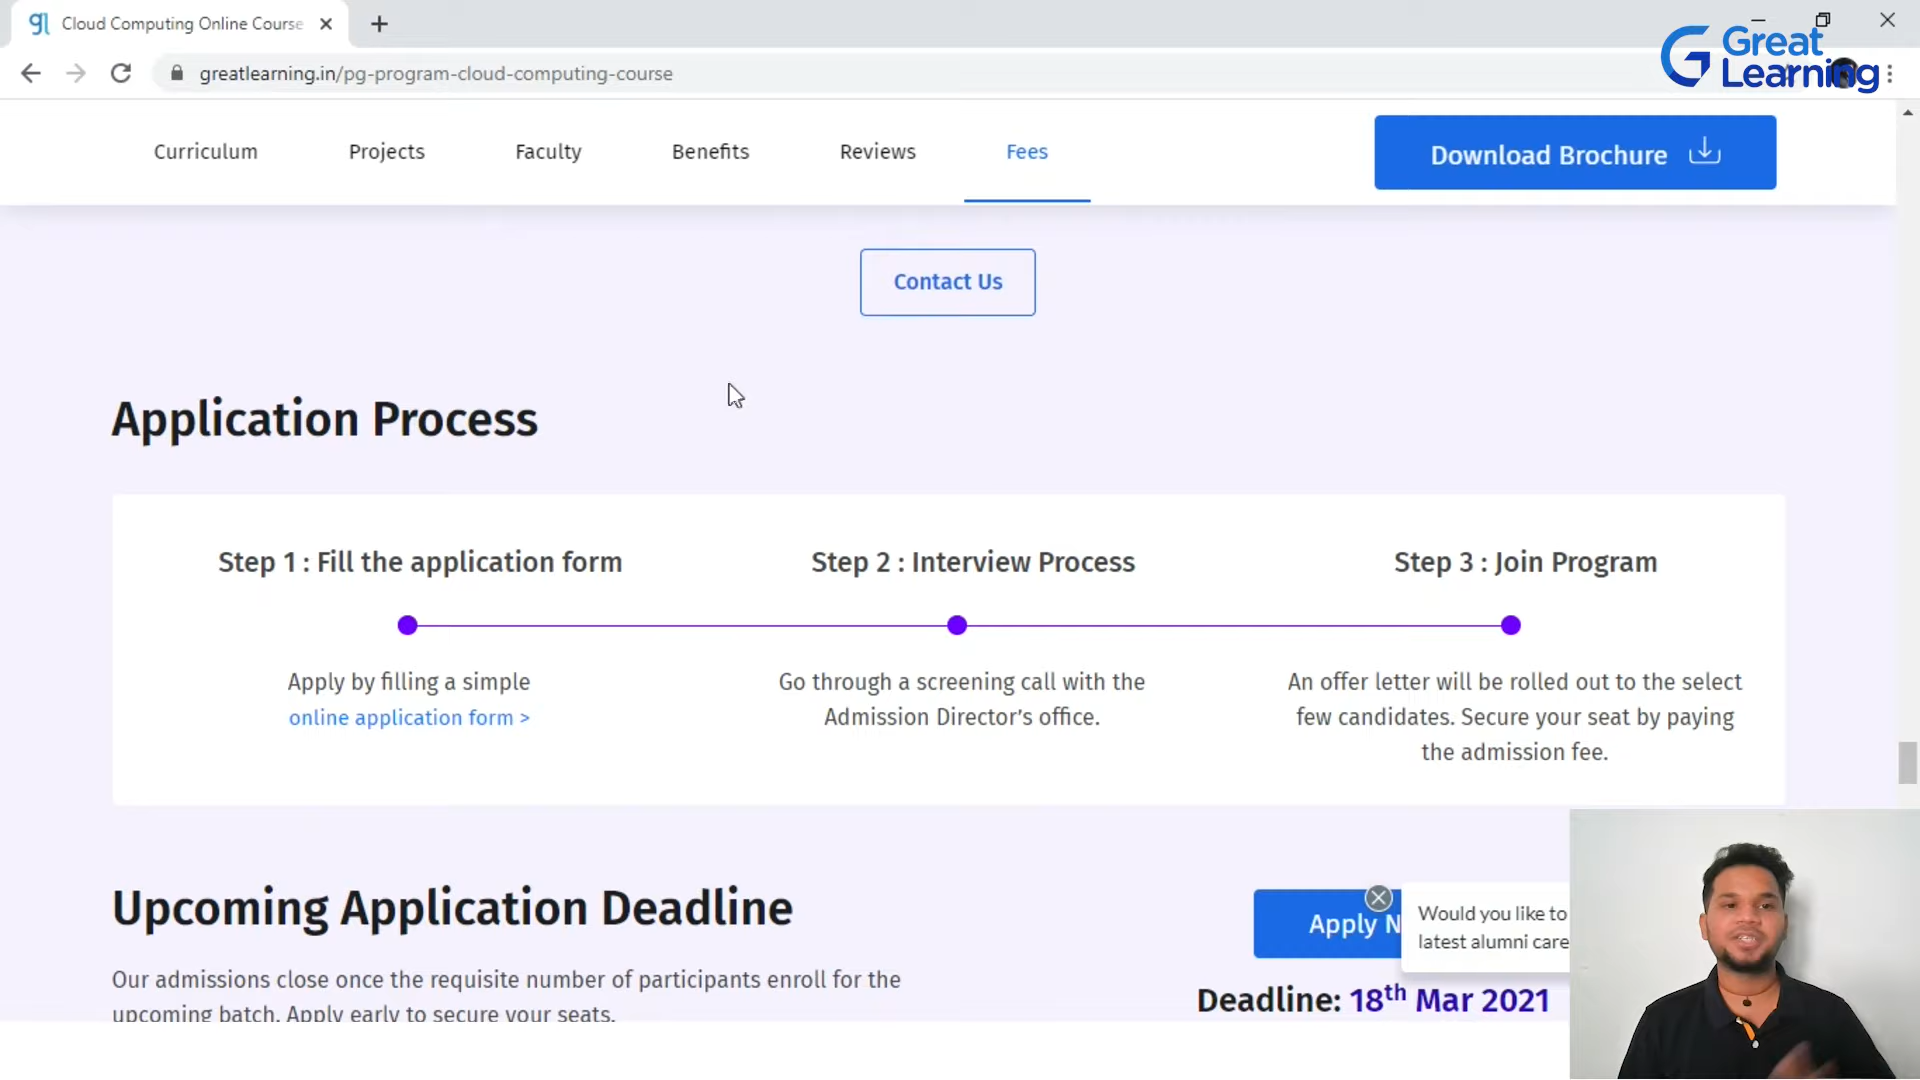 gl Cloud Computing Online Course
greatlearning.in/pg-program-cloud-computing-course
Great
Learning
Curriculum Projects Faculty Benefits Reviews Fees Download Brochure
Contact Us
Application Process
Step 1 : Fill the application form
Step 2 : Interview Process
Step 3 : Join Program
Apply by filling a simple
online application form >
Go through a screening call with the
Admission Director's office.
An offer letter will be rolled out to the select
few candidates. Secure your seat by paying
the admission fee.
Upcoming Application Deadline
Our admissions close once the requisite number of participants enroll for the
upcoming batch. Apply early to secure your seats.
Apply N
Would you like to
latest alumni care
Deadline: 18th Mar 2021